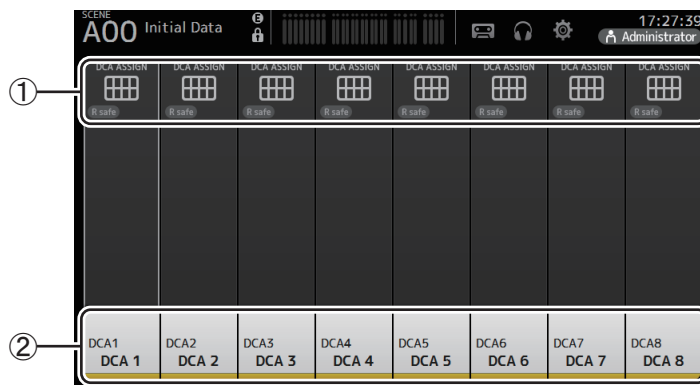 SCENE
A00 Initial Data
E
17:27:39
Administrator
①
DCA ASSIGN DCA ASSIGN DCA ASSIGN DCA ASSIGN DCA ASSIGN DCA ASSIGN DCA ASSIGN DCA ASSIGN
R safe R safe R safe R safe R safe R safe R safe R safe
②
DCA1 DCA2 DCA3 DCA4 DCA5 DCA6 DCA7 DCA8
DCA 1 DCA 2 DCA 3 DCA 4 DCA 5 DCA 6 DCA 7 DCA 8